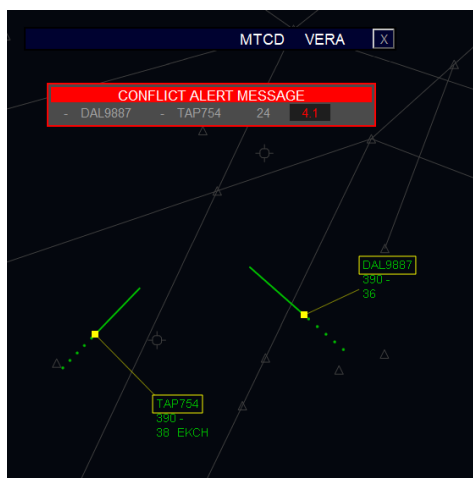 MTCD VERA X
CONFLICT ALERT MESSAGE
- DAL9887 - TAP754 24 4.1
DAL9887
390 -
36
TAP754
390 -
38 EKCH